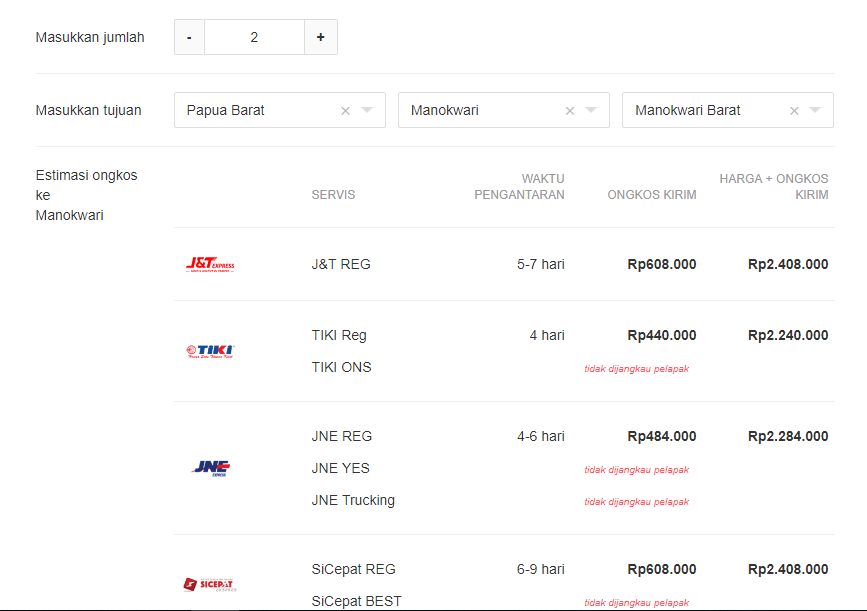 Masukkan jumlah
- 2 +
Masukkan tujuan
Papua Barat × Manokwari × Manokwari Barat ×
Estimasi ongkos
ke
Manokwari
SERVIS
WAKTU
PENGANTARAN
ONGKOS KIRIM
HARGA + ONGKOS
KIRIM
J&T EXPRESS
J&T REG 5-7 hari Rp608.000 Rp2.408.000
TIKI
TIKI Reg 4 hari Rp440.000 Rp2.240.000
TIKI ONS tidak dijangkau pelapak
JNE
EXPRESS
JNE REG 4-6 hari Rp484.000 Rp2.284.000
JNE YES tidak dijangkau pelapak
JNE Trucking tidak dijangkau pelapak
SICEPAT
EKSPRES
SiCepat REG 6-9 hari Rp608.000 Rp2.408.000
SiCepat BEST tidak dijangkau pelapak